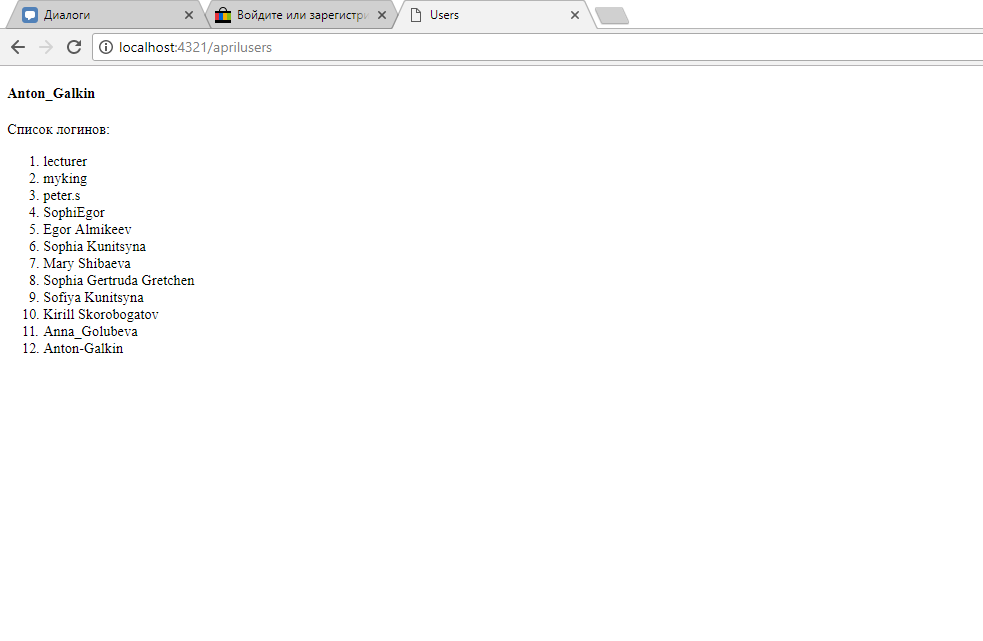 Диалоги
Войдите или зарегистри
Users
localhost:4321/aprilusers
Anton_Galkin
Список логинов:
1. lecturer
2. myking
3. peter.s
4. SophiEgor
5. Egor Almikeev
6. Sophia Kunitsyna
7. Mary Shibaeva
8. Sophia Gertruda Gretchen
9. Sofiya Kunitsyna
10. Kirill Skorobogatov
11. Anna_Golubeva
12. Anton-Galkin